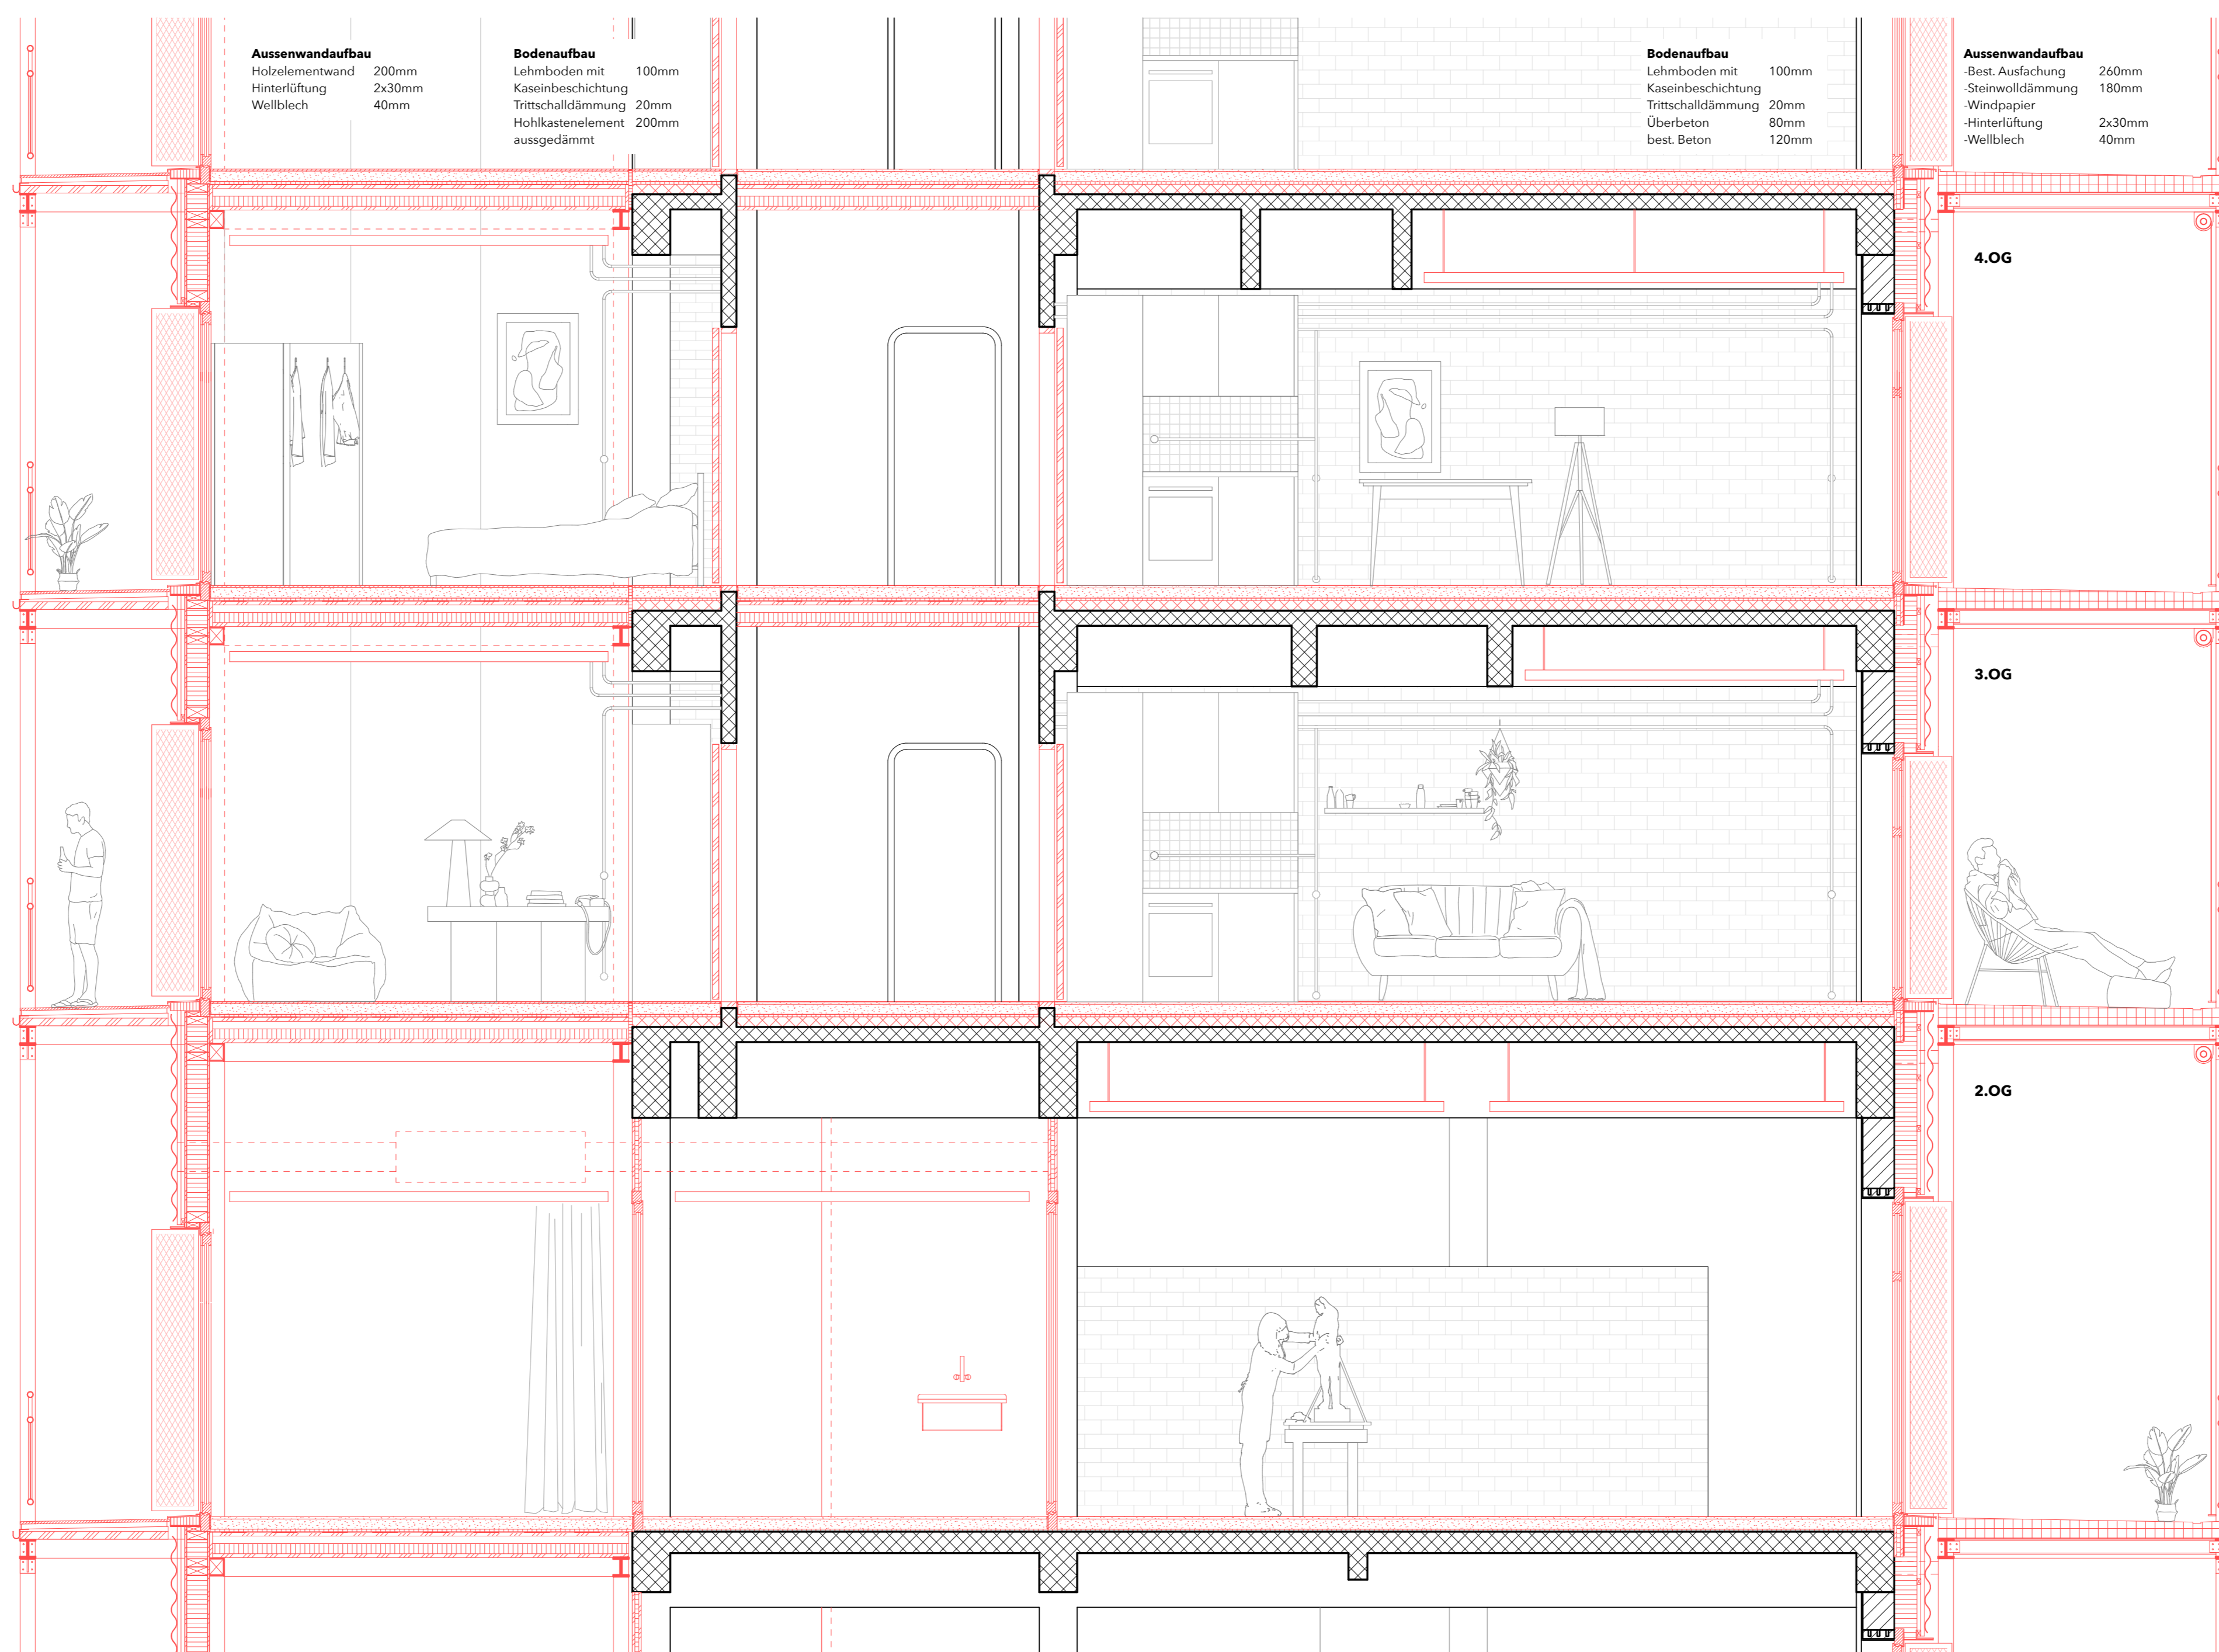 Aussenwandaufbau
Holzelementwand 200mm
Hinterlüftung 2x30mm
Wellblech 40mm
Bodenaufbau
Lehmboden mit 100mm
Kaseinbeschichtung
Trittschalldämmung 20mm
Hohlkastenelement 200mm
aussgedämmt
Bodenaufbau
Lehmboden mit 100mm
Kaseinbeschichtung
Trittschalldämmung 20mm
Überbeton 80mm
best. Beton 120mm
Aussenwandaufbau
-Best. Ausfachung 260mm
-Steinwolldämmung 180mm
-Windpapier
-Hinterlüftung 2x30mm
-Wellblech 40mm
4.OG
3.OG
2.OG